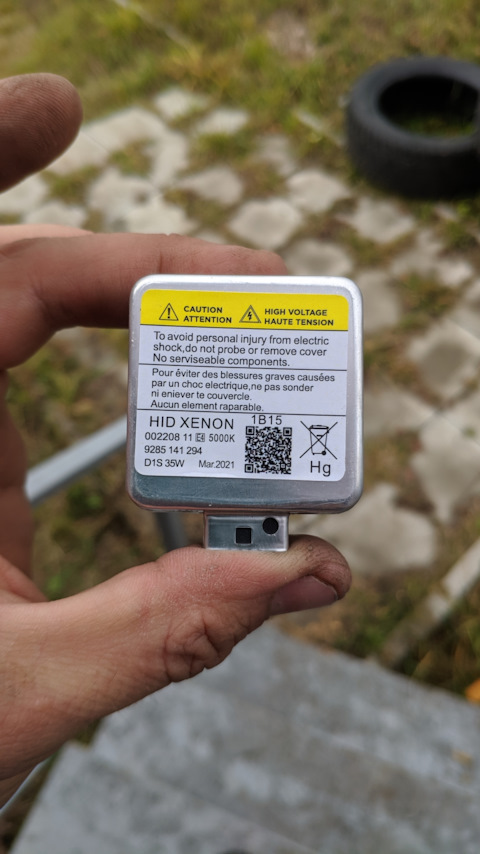 CAUTION
ATTENTION
HIGH VOLTAGE
HAUTE TENSION
To avoid personal injury from electric
shock,do not probe or remove cover
No serviseable components.
Pour éviter des blessures graves causées
par un choc electrique,ne pas sonder
ni eniever te couvercle.
Aucun element raparable.
HID XENON 1B15
002208 11 E4 5000K
9285 141 294
D1S 35W Mar.2021
Hg